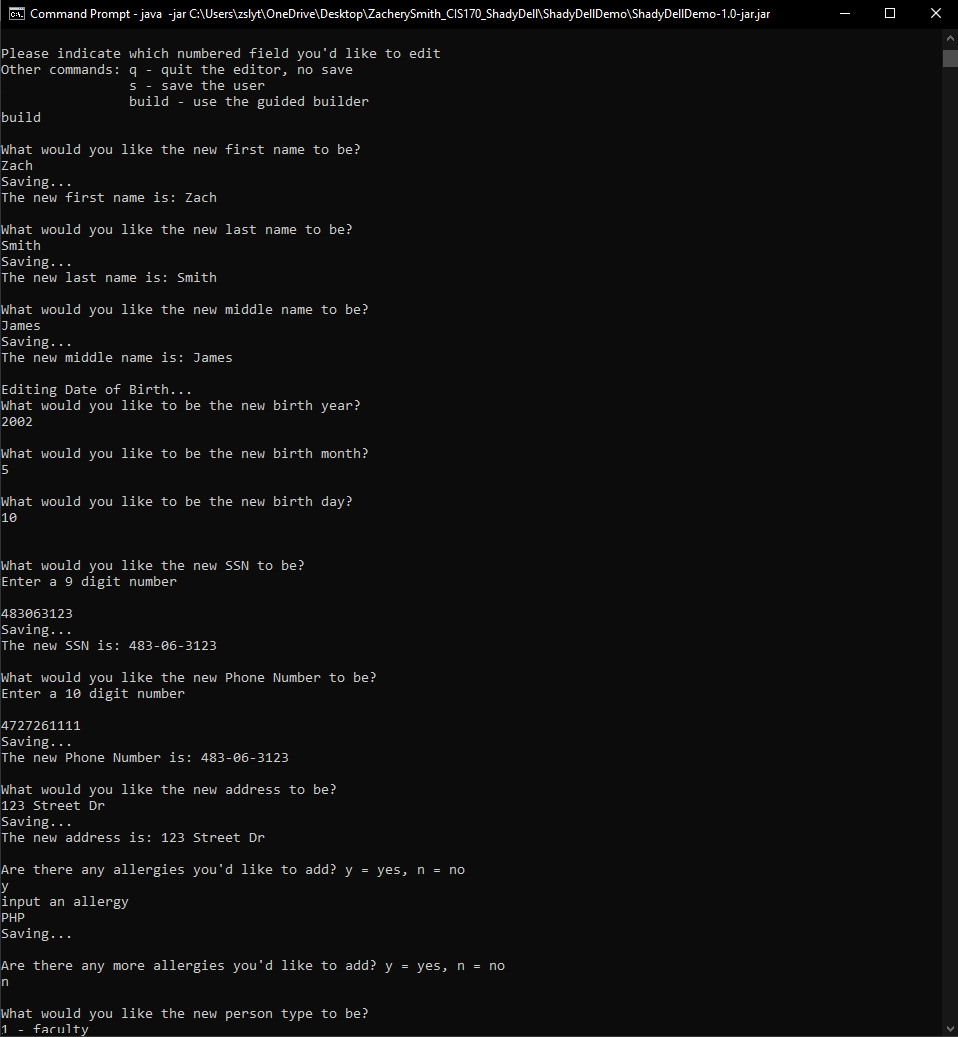 Command Prompt - java -jar C:\Users\zslyt\OneDrive\Desktop\ZacherySmith_CIS170_ShadyDell\ShadyDellDemo\ShadyDellDemo-1.0-jar.jar
Please indicate which numbered field you'd like to edit
Other commands: q - quit the editor, no save
s - save the user
build - use the guided builder
build
What would you like the new first name to be?
Zach
Saving...
The new first name is: Zach
What would you like the new last name to be?
Smith
Saving...
The new last name is: Smith
What would you like the new middle name to be?
James
Saving...
The new middle name is: James
Editing Date of Birth...
What would you like to be the new birth year?
2002
What would you like to be the new birth month?
5
What would you like to be the new birth day?
10
What would you like the new SSN to be?
Enter a 9 digit number
483063123
Saving...
The new SSN is: 483-06-3123
What would you like the new Phone Number to be?
Enter a 10 digit number
4727261111
Saving...
The new Phone Number is: 483-06-3123
What would you like the new address to be?
123 Street Dr
Saving...
The new address is: 123 Street Dr
Are there any allergies you'd like to add? y = yes, n = no
y
input an allergy
PHP
Saving...
Are there any more allergies you'd like to add? y = yes, n = no
n
What would you like the new person type to be?
1 - faculty